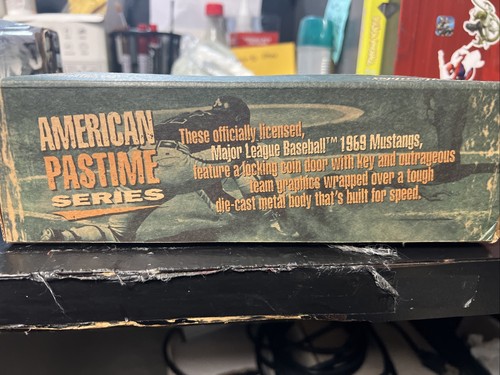 AMERICAN
PASTIME
SERIES
These officially licensed,
Major League Baseball™ 1969 Mustangs,
feature a locking coin door with key and outrageous
team graphics wrapped over a tough
die-cast metal body that's built for speed.